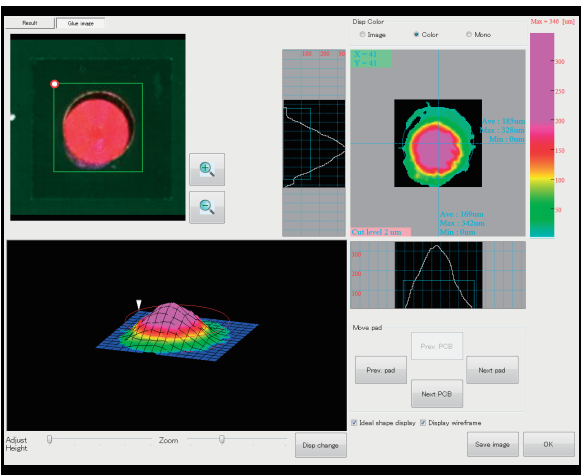 Result
Glue image
Disp Color
Image
Color
Mono
Max = 346 [um]
100 200 30
X = 41
Y = 41
Ave : 185um
Max : 328um
Min : 0um
Ave : 169um
Max : 342um
Min : 0um
Cut level 2 um
300
250
200
150
100
50
300
200
100
Move pad
Prev. PCB
Prev. pad
Next pad
Next PCB
Ideal shape display
Display wireframe
Adjust
Height
Zoom
Disp change
Save image
OK